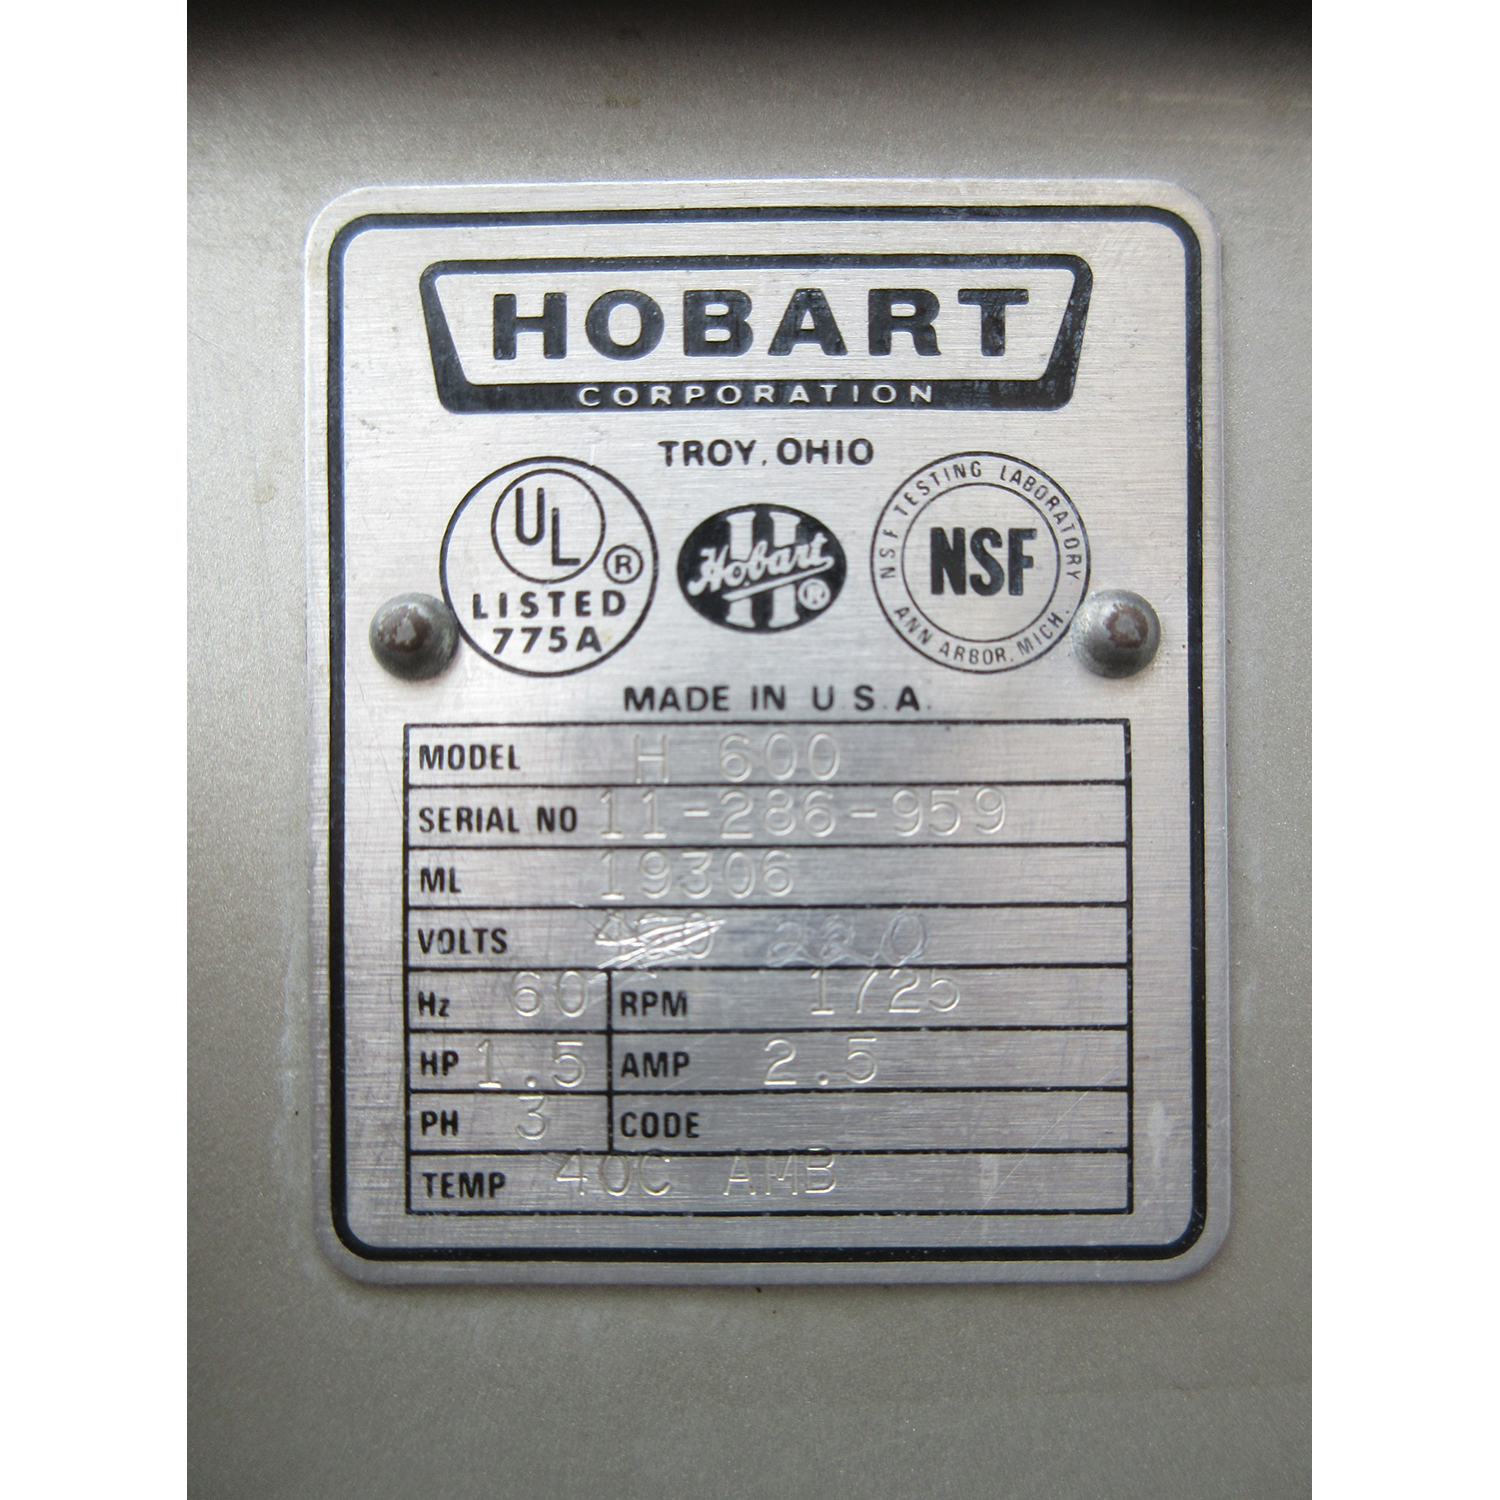 HOBART
CORPORATION
TROY, OHIO
UL ®
LISTED
775A
Hobart ®
NSF TESTING LABORATORY
NSF
ANN ARBOR, MICH.
MADE IN U.S.A.
MODEL H 600
SERIAL NO 11-286-959
ML 19306
VOLTS 220
Hz 60 RPM 1725
HP 1.5 AMP 2.5
PH 3 CODE
TEMP 40C AMB